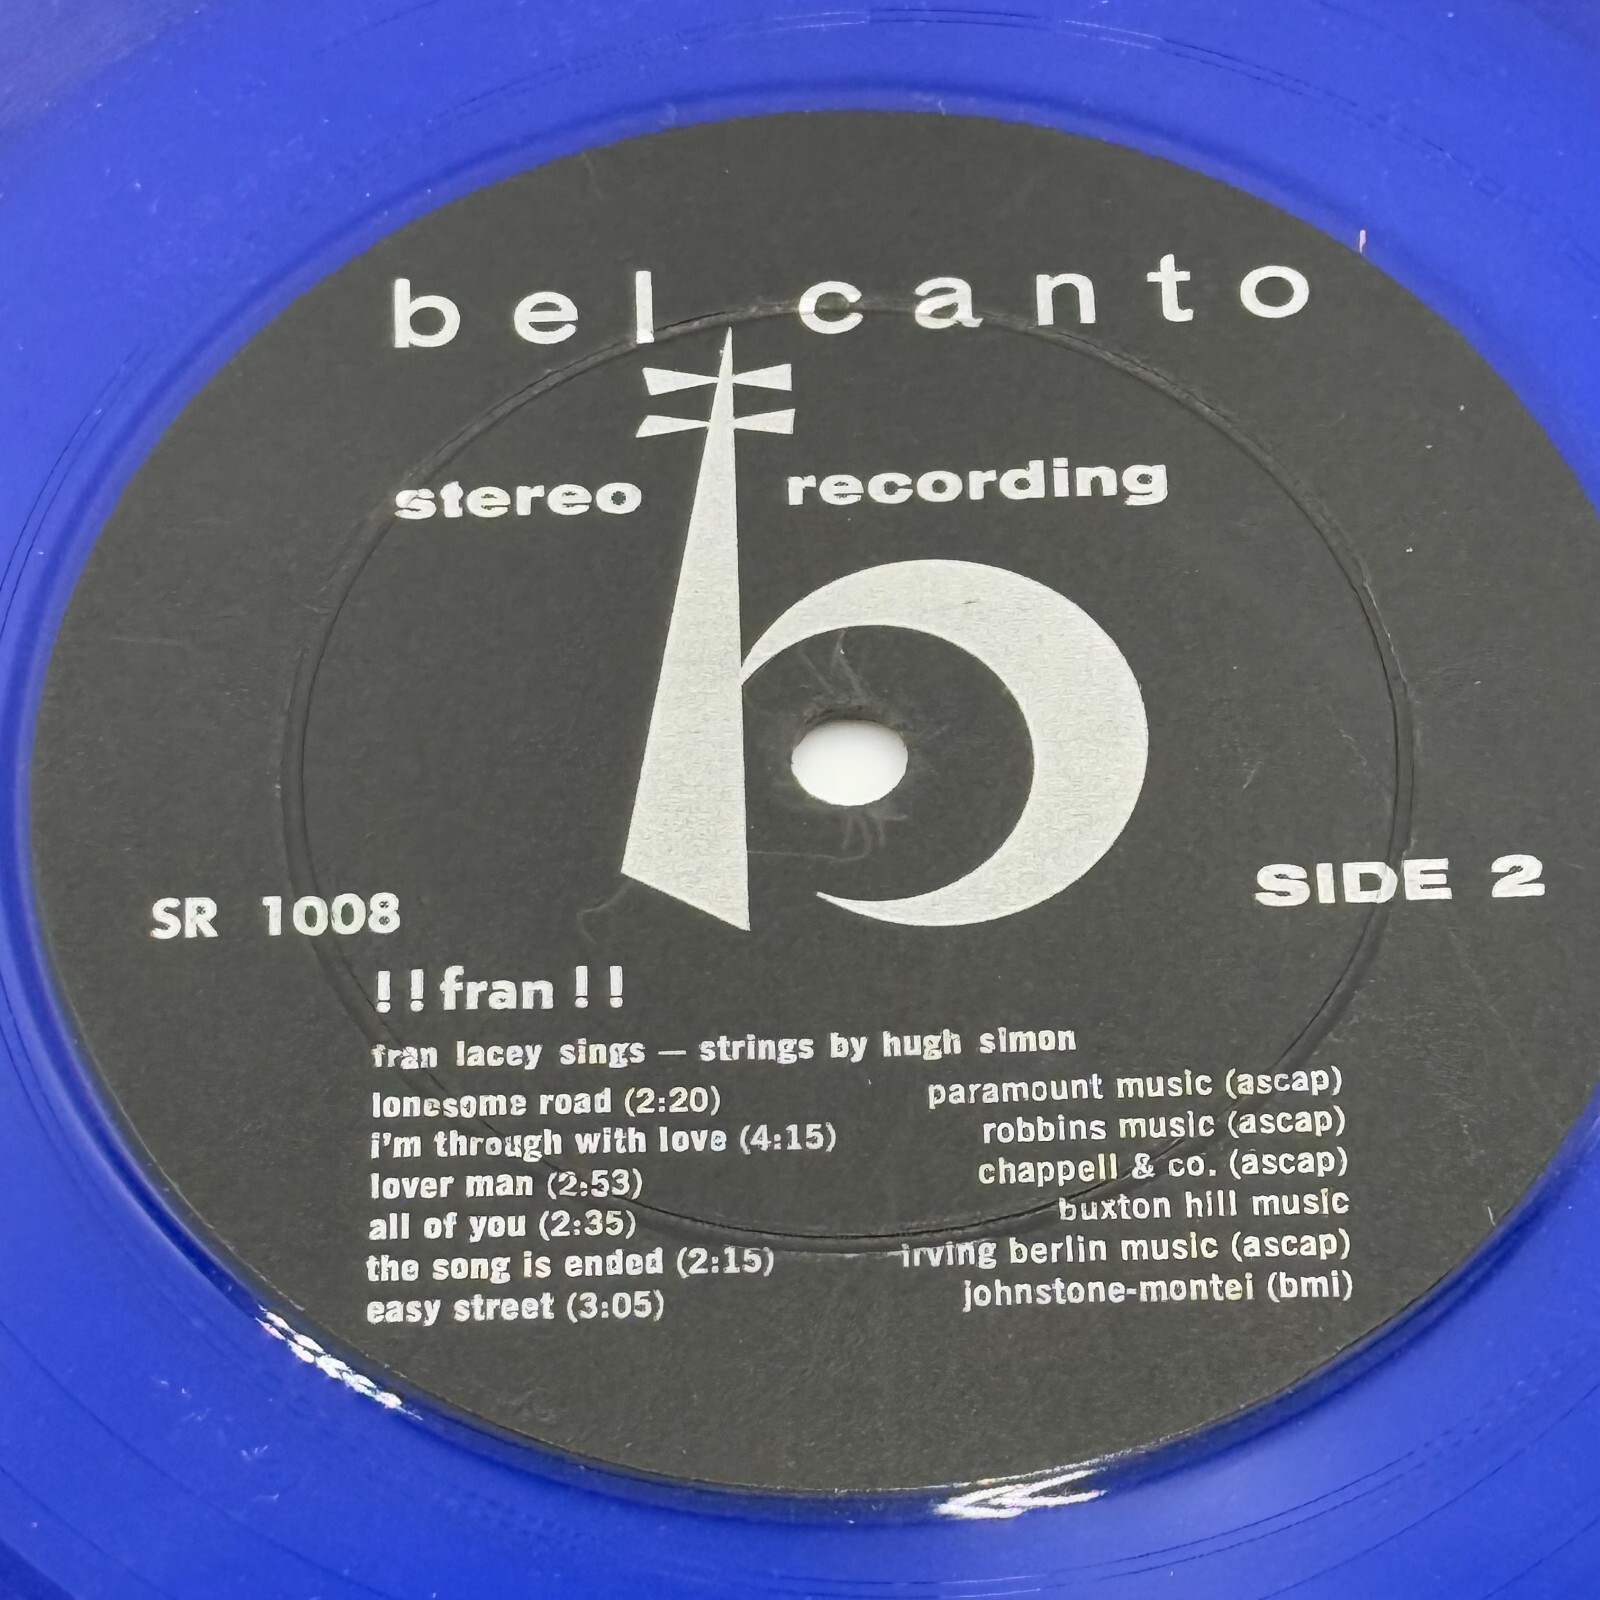 bel canto
stereo recording
SR 1008
SIDE 2
!!fran!!
fran lacey sings — strings by hugh simon
lonesome road (2:20) paramount music (ascap)
i'm through with love (4:15) robbins music (ascap)
lover man (2:53) chappell & co. (ascap)
all of you (2:35) buxton hill music
the song is ended (2:15) irving berlin music (ascap)
easy street (3:05) johnstone-montei (bmi)